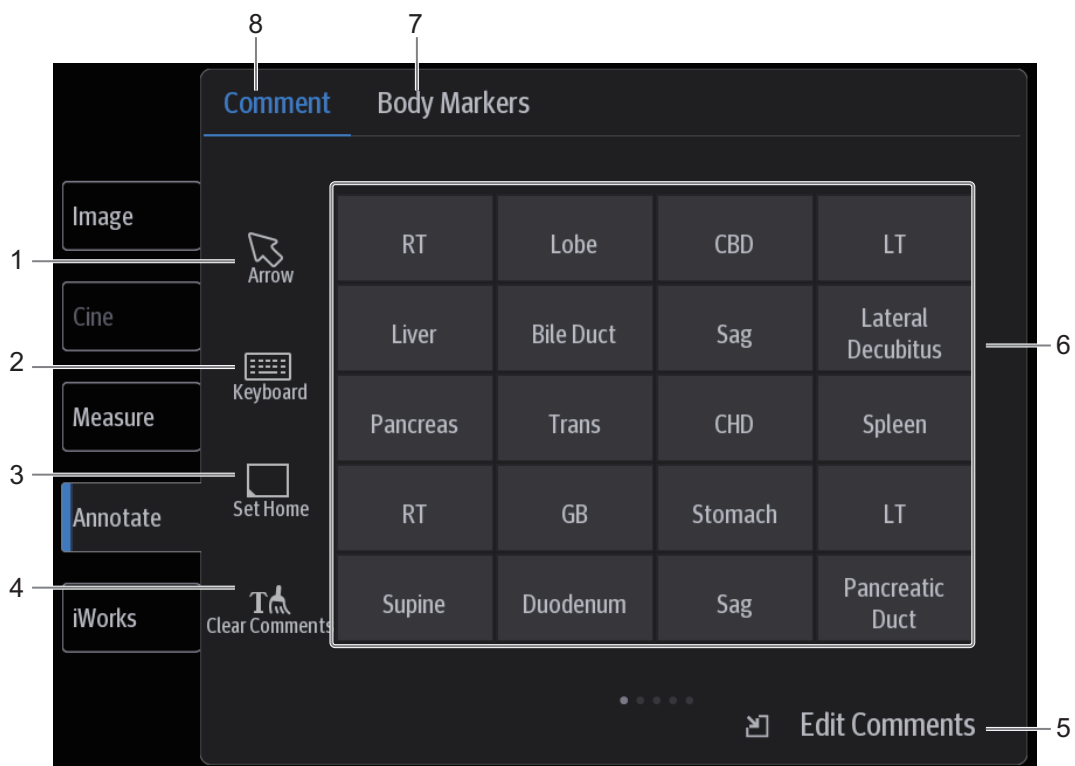 8 7
Comment Body Markers
Image
Cine
Measure
Annotate
iWorks
1
Arrow
2
Keyboard
3
Set Home
4
T
Clear Comments
RT Lobe CBD LT
Liver Bile Duct Sag Lateral
Decubitus
Pancreas Trans CHD Spleen
RT GB Stomach LT
Supine Duodenum Sag Pancreatic
Duct
6
Edit Comments 5